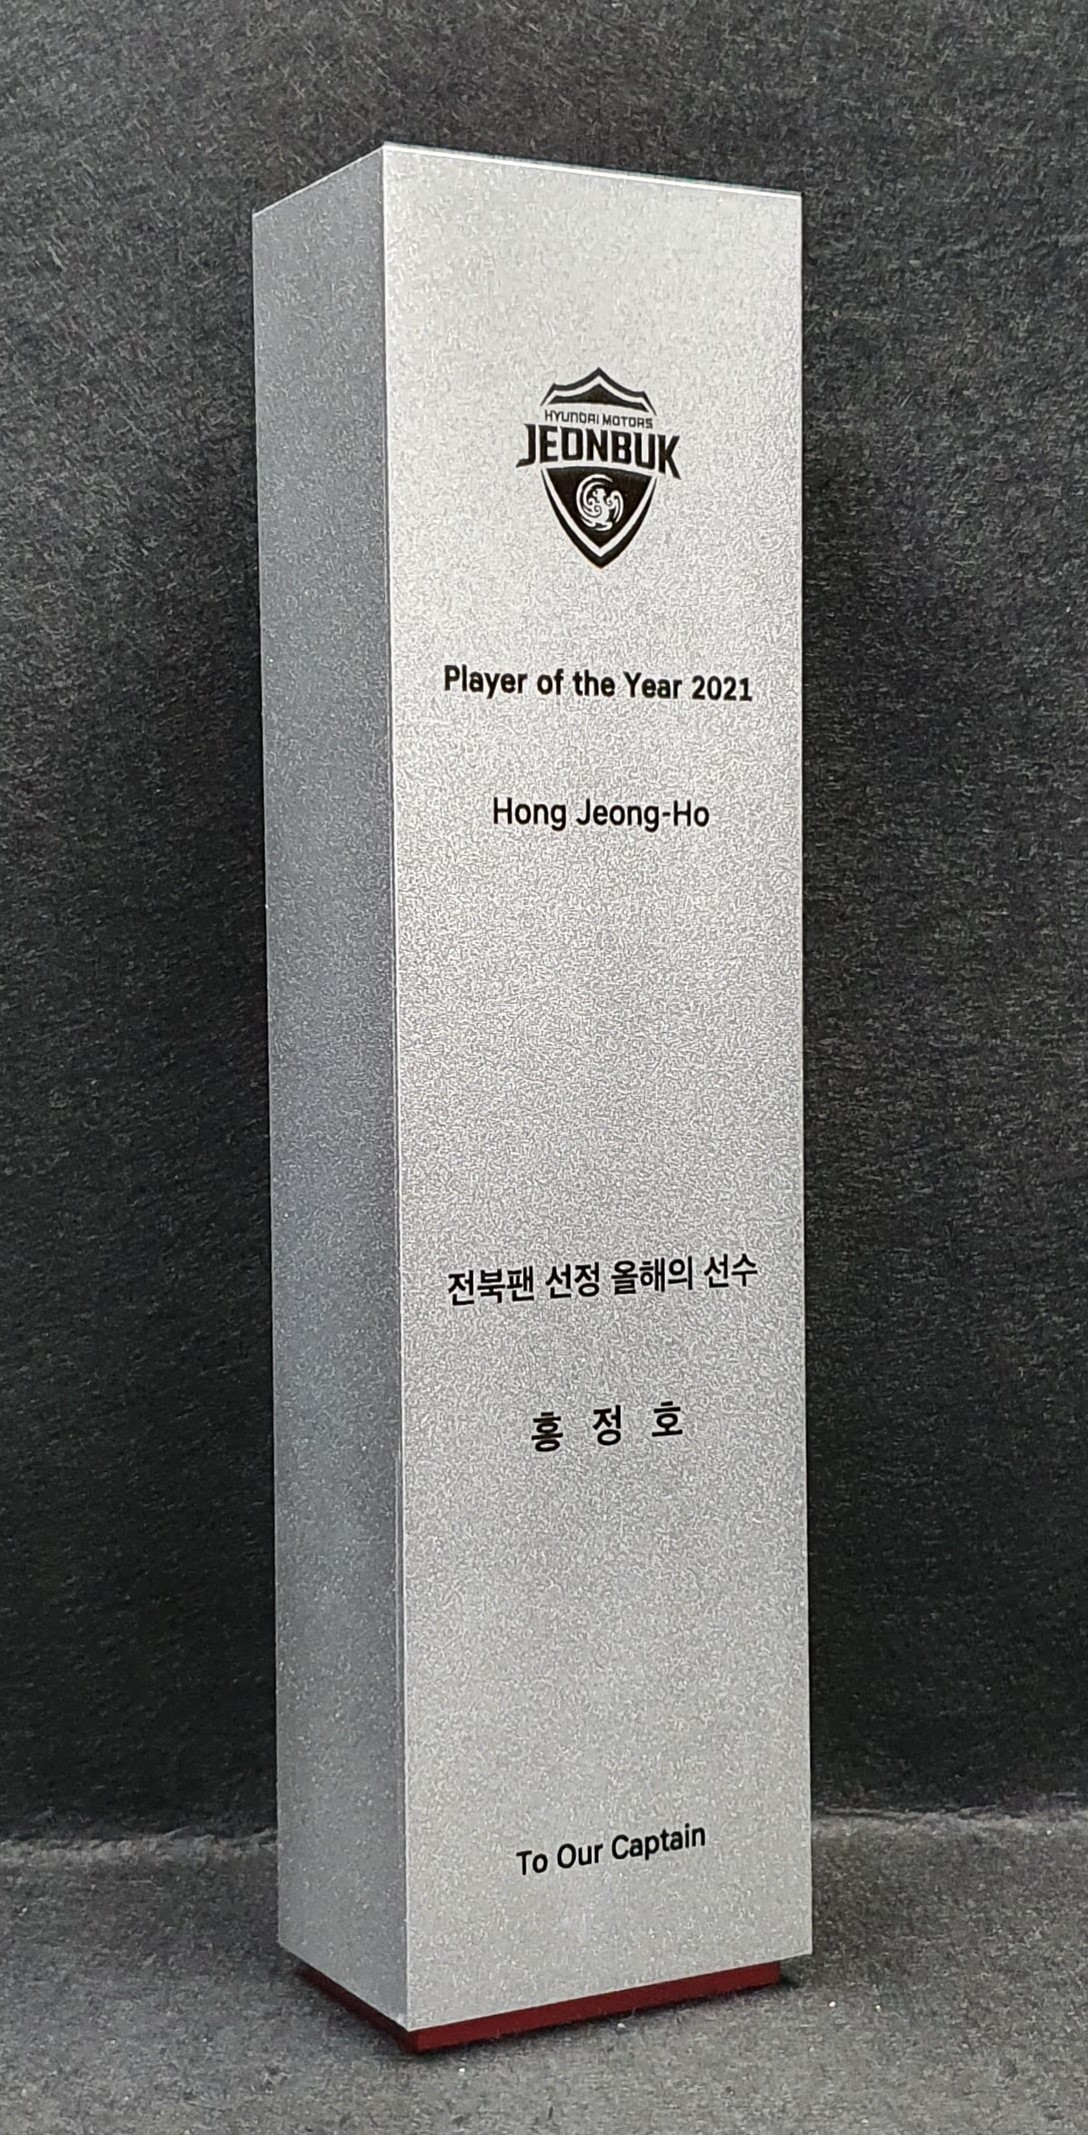 HYUNDAI MOTORS
JEONBUK
Player of the Year 2021
Hong Jeong-Ho
전북팬 선정 올해의 선수
홍 정 호
To Our Captain